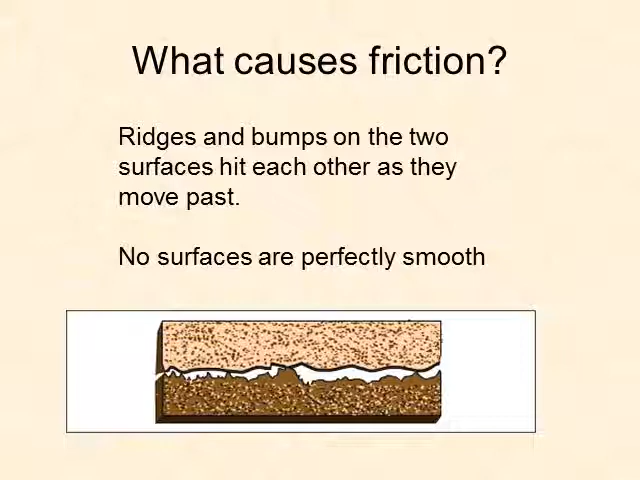 What causes friction?
Ridges and bumps on the two
surfaces hit each other as they
move past.
No surfaces are perfectly smooth